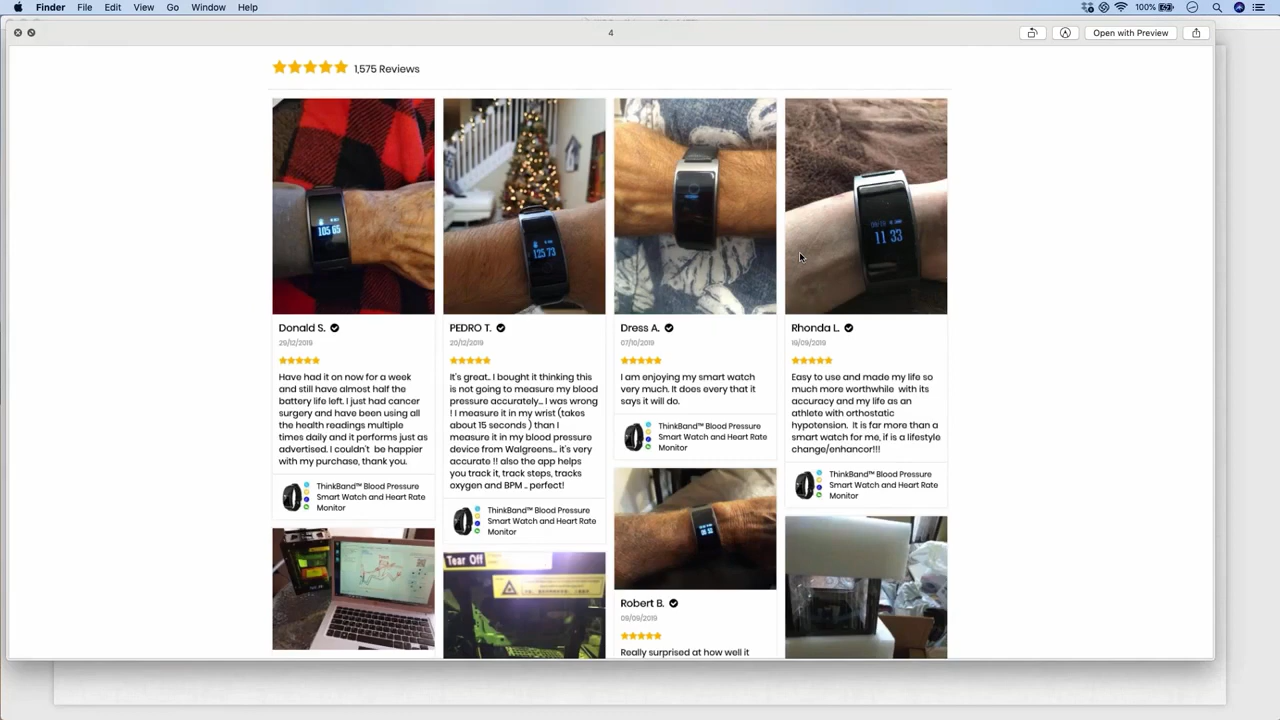 Finder File Edit View Go Window Help
100%
4
Open with Preview
1,575 Reviews
105 65
125 73
11 33
Donald S.
29/12/2019
Have had it on now for a week
and still have almost half the
battery life left. I just had cancer
surgery and have been using all
the health readings multiple
times daily and it performs just as
advertised. I couldn't be happier
with my purchase, thank you.
ThinkBand™ Blood Pressure
Smart Watch and Heart Rate
Monitor
PEDRO T.
20/12/2019
It's great.. I bought it thinking this
is not going to measure my blood
pressure accurately... I was wrong
! I measure it in my wrist (takes
about 15 seconds ) than I
measure it in my blood pressure
device from Walgreens... it's very
accurate !! also the app helps
you track it, track steps, tracks
oxygen and BPM .. perfect!
ThinkBand™ Blood Pressure
Smart Watch and Heart Rate
Monitor
Tear Off
Dress A.
07/10/2019
I am enjoying my smart watch
very much. It does every that it
says it will do.
ThinkBand™ Blood Pressure
Smart Watch and Heart Rate
Monitor
Robert B.
09/09/2019
Really surprised at how well it
Rhonda L.
19/09/2019
Easy to use and made my life so
much more worthwhile with its
accuracy and my life as an
athlete with orthostatic
hypotension. It is far more than a
smart watch for me, if is a lifestyle
change/enhancor!!!
ThinkBand™ Blood Pressure
Smart Watch and Heart Rate
Monitor